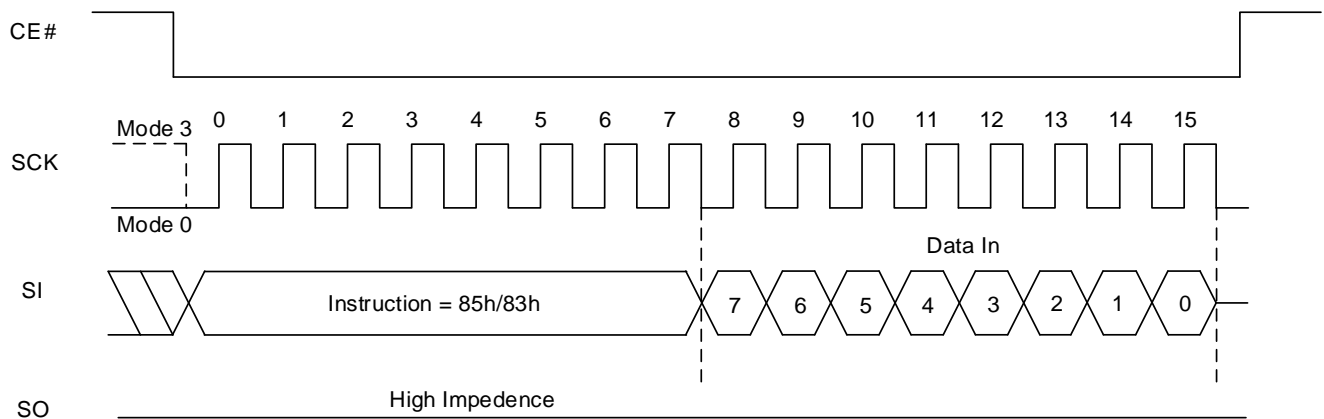 CE#
Mode 3
0 1 2 3 4 5 6 7 8 9 10 11 12 13 14 15
SCK
Mode 0
Data In
SI
Instruction = 85h/83h
7 6 5 4 3 2 1 0
High Impedence
SO